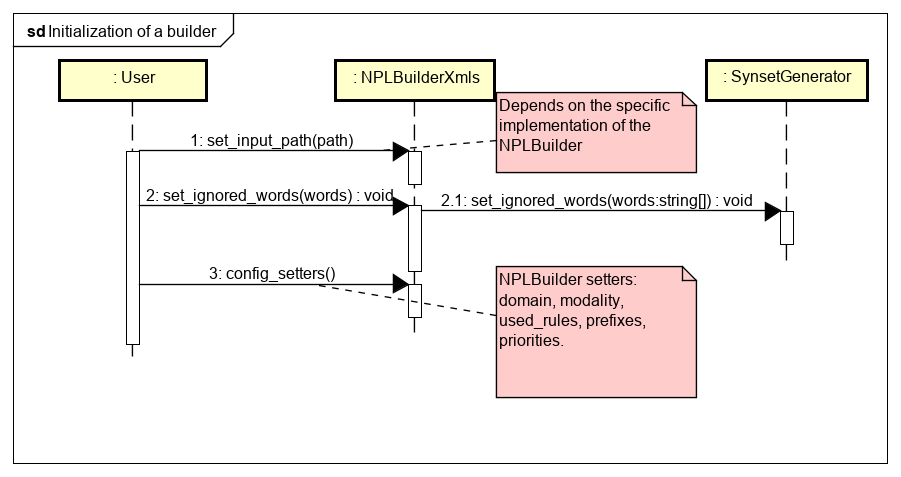 sd Initialization of a builder
: User
: NPLBuilderXmls
: SynsetGenerator
Depends on the specific
implementation of the
NPLBuilder
1: set_input_path(path)
2: set_ignored_words(words) : void
2.1: set_ignored_words(words:string[]) : void
3: config_setters()
NPLBuilder setters:
domain, modality,
used_rules, prefixes,
priorities.